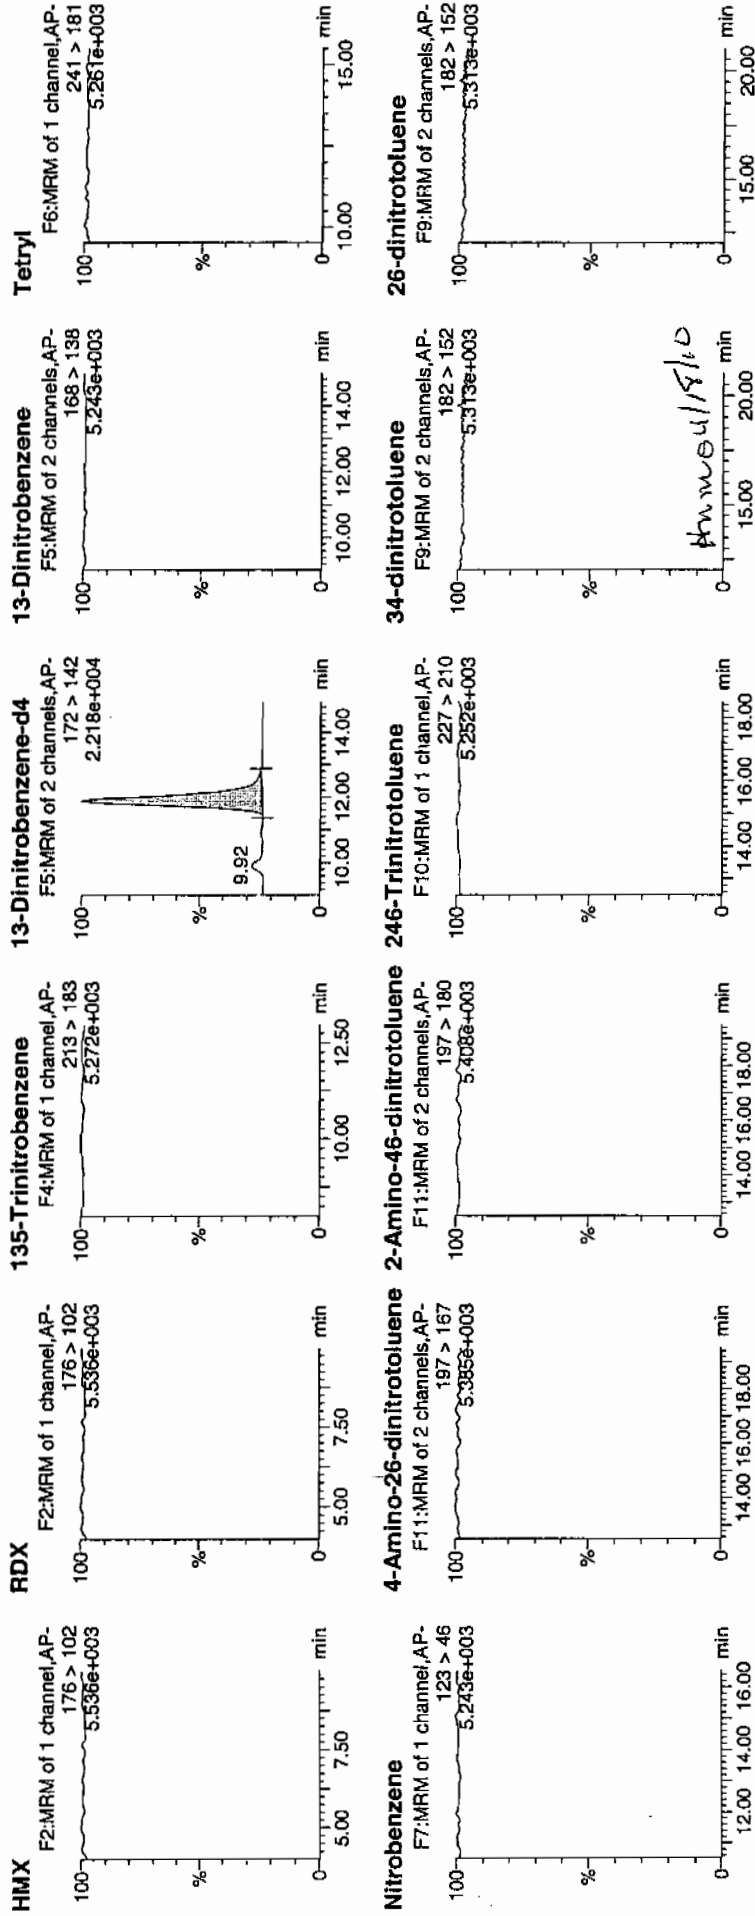 HMX
F2:MRM of 1 channel,AP-
176 > 102
5.536e+003
100
%
0
5.00 7.50 min
RDX
F2:MRM of 1 channel,AP-
176 > 102
5.536e+003
100
%
0
5.00 7.50 min
135-Trinitrobenzene
F4:MRM of 1 channel,AP-
213 > 183
5.272e+003
100
%
0
10.00 12.50 min
13-Dinitrobenzene-d4
F5:MRM of 2 channels,AP-
172 > 142
2.218e+004
100
9.92
%
0
10.00 12.00 14.00 min
13-Dinitrobenzene
F5:MRM of 2 channels,AP-
168 > 138
5.243e+003
100
%
0
10.00 12.00 14.00 min
Tetryl
F6:MRM of 1 channel,AP-
241 > 181
5.261e+003
100
%
0
10.00 15.00 min
Nitrobenzene
F7:MRM of 1 channel,AP-
123 > 46
5.243e+003
100
%
0
12.00 14.00 16.00 min
4-Amino-26-dinitrotoluene
F11:MRM of 2 channels,AP-
197 > 167
5.385e+003
100
%
0
14.00 16.00 18.00 min
2-Amino-46-dinitrotoluene
F11:MRM of 2 channels,AP-
197 > 180
5.408e+003
100
%
0
14.00 16.00 18.00 min
246-Trinitrotoluene
F10:MRM of 1 channel,AP-
227 > 210
5.252e+003
100
%
0
14.00 16.00 18.00 min
34-dinitrotoluene
F9:MRM of 2 channels,AP-
182 > 152
5.313e+003
100
%
0
15.00 20.00 min
26-dinitrotoluene
F9:MRM of 2 channels,AP-
182 > 152
5.313e+003
100
%
0
15.00 20.00 min